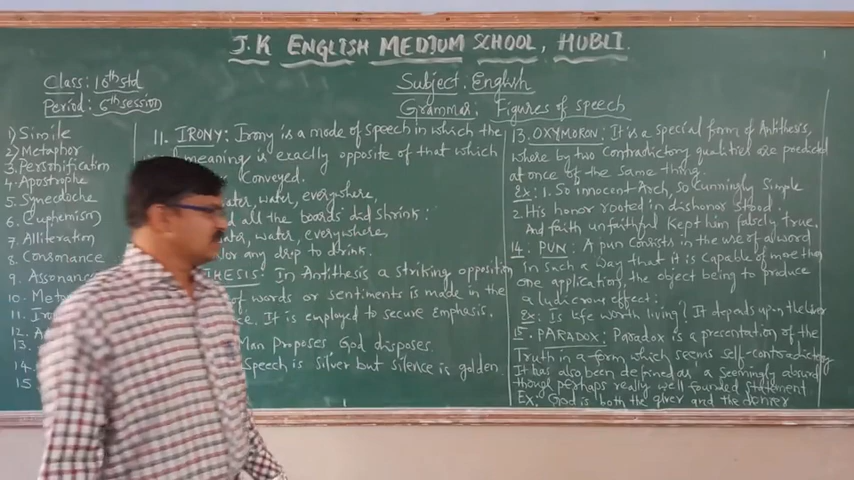 J.K ENGLISH MEDIUM SCHOOL, HUBLI.
Class: 10th std
Period: 6th session
Subject: English
Grammar: Figures of speech
1) Simile
2) Metaphor
3) Personification
4. Apostrophe
5. Synecdoche
6. Euphemism)
7. Alliteration
8. Consonance
9. Assonance
10. Met
11. Iro
12. A
13.
14.
15
11. IRONY: Irony is a mode of speech in which the
meaning is exactly opposite of that which
Conveyed.
water, water, everywhere,
all the boards did shrink:
water, water, everywhere,
any drop to drink.
THESIS: In Antithesis a striking opposition
of words or sentiments is made in the
It is employed to secure emphasis.
Man Proposes God disposes.
Speech is silver but silence is golden.
13. OXYMORON: It is a special form of Antithesis,
where by two Contradictory qualities are predicted
at once of the same thing.
Ex: 1. So innocent Arch, so Cunningly simple
2 His honor rooted in dishonor stood
And faith unfaithful Kept him falsely true.
14. PUN: A pun Consists in the use of a word
in such a way that it is capable of more than
one application, the object being to produce
a ludicrous effect:
Ex: Is life worth living? It depends upon the liver
15. PARADOX: Paradox is a presentation of the
Truth in a form which seems self-contradictory
It has also been defined as 'a seemingly absurd
though perhaps really well founded statement
Ex: God is both the giver and the